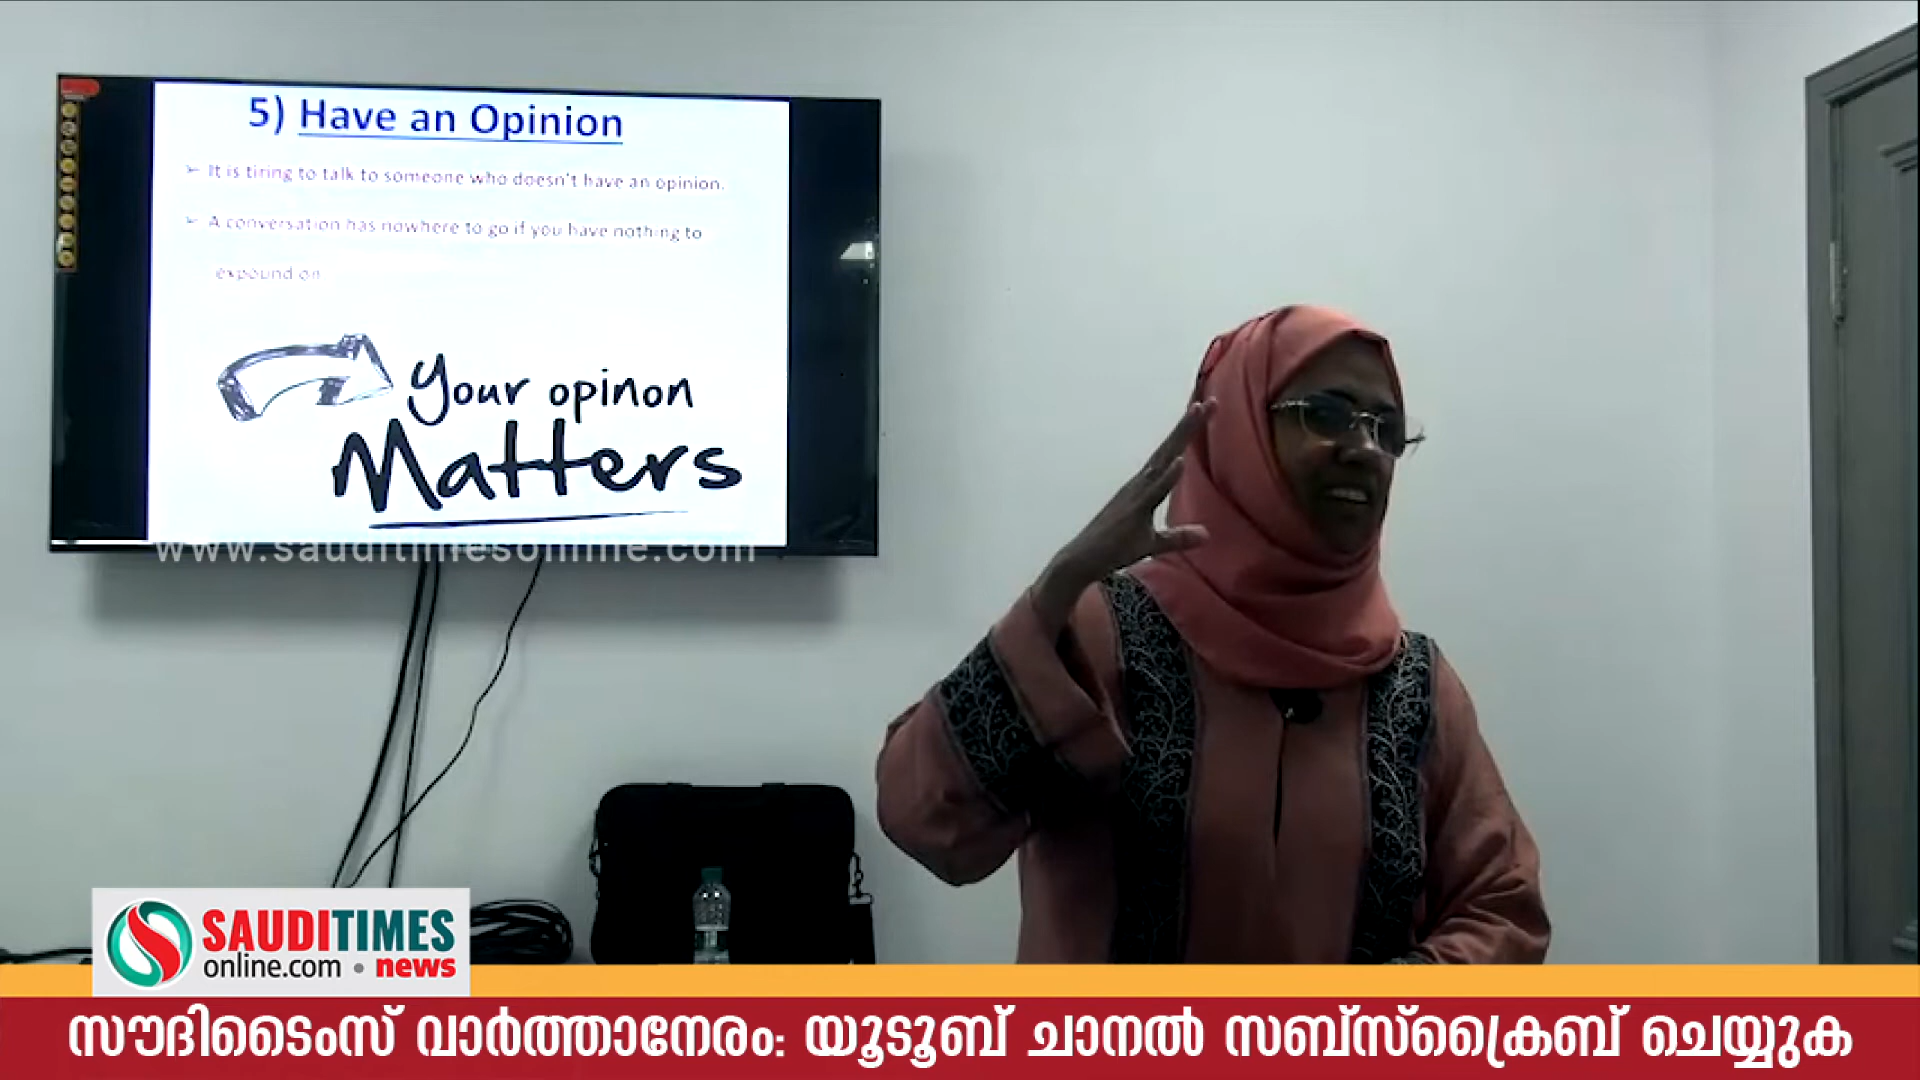 5) Have an Opinion
➢ It is tiring to talk to someone who doesn't have an opinion.
➢ A conversation has nowhere to go if you have nothing to
expound on
Your opinon
Matters
www.sauditimesonline.com
SAUDITIMES
online.com • news
സൗദിടൈംസ് വാർത്താനേരം: യൂടൂബ് ചാനൽ സബ്സ്ക്രൈബ് ചെയ്യുക